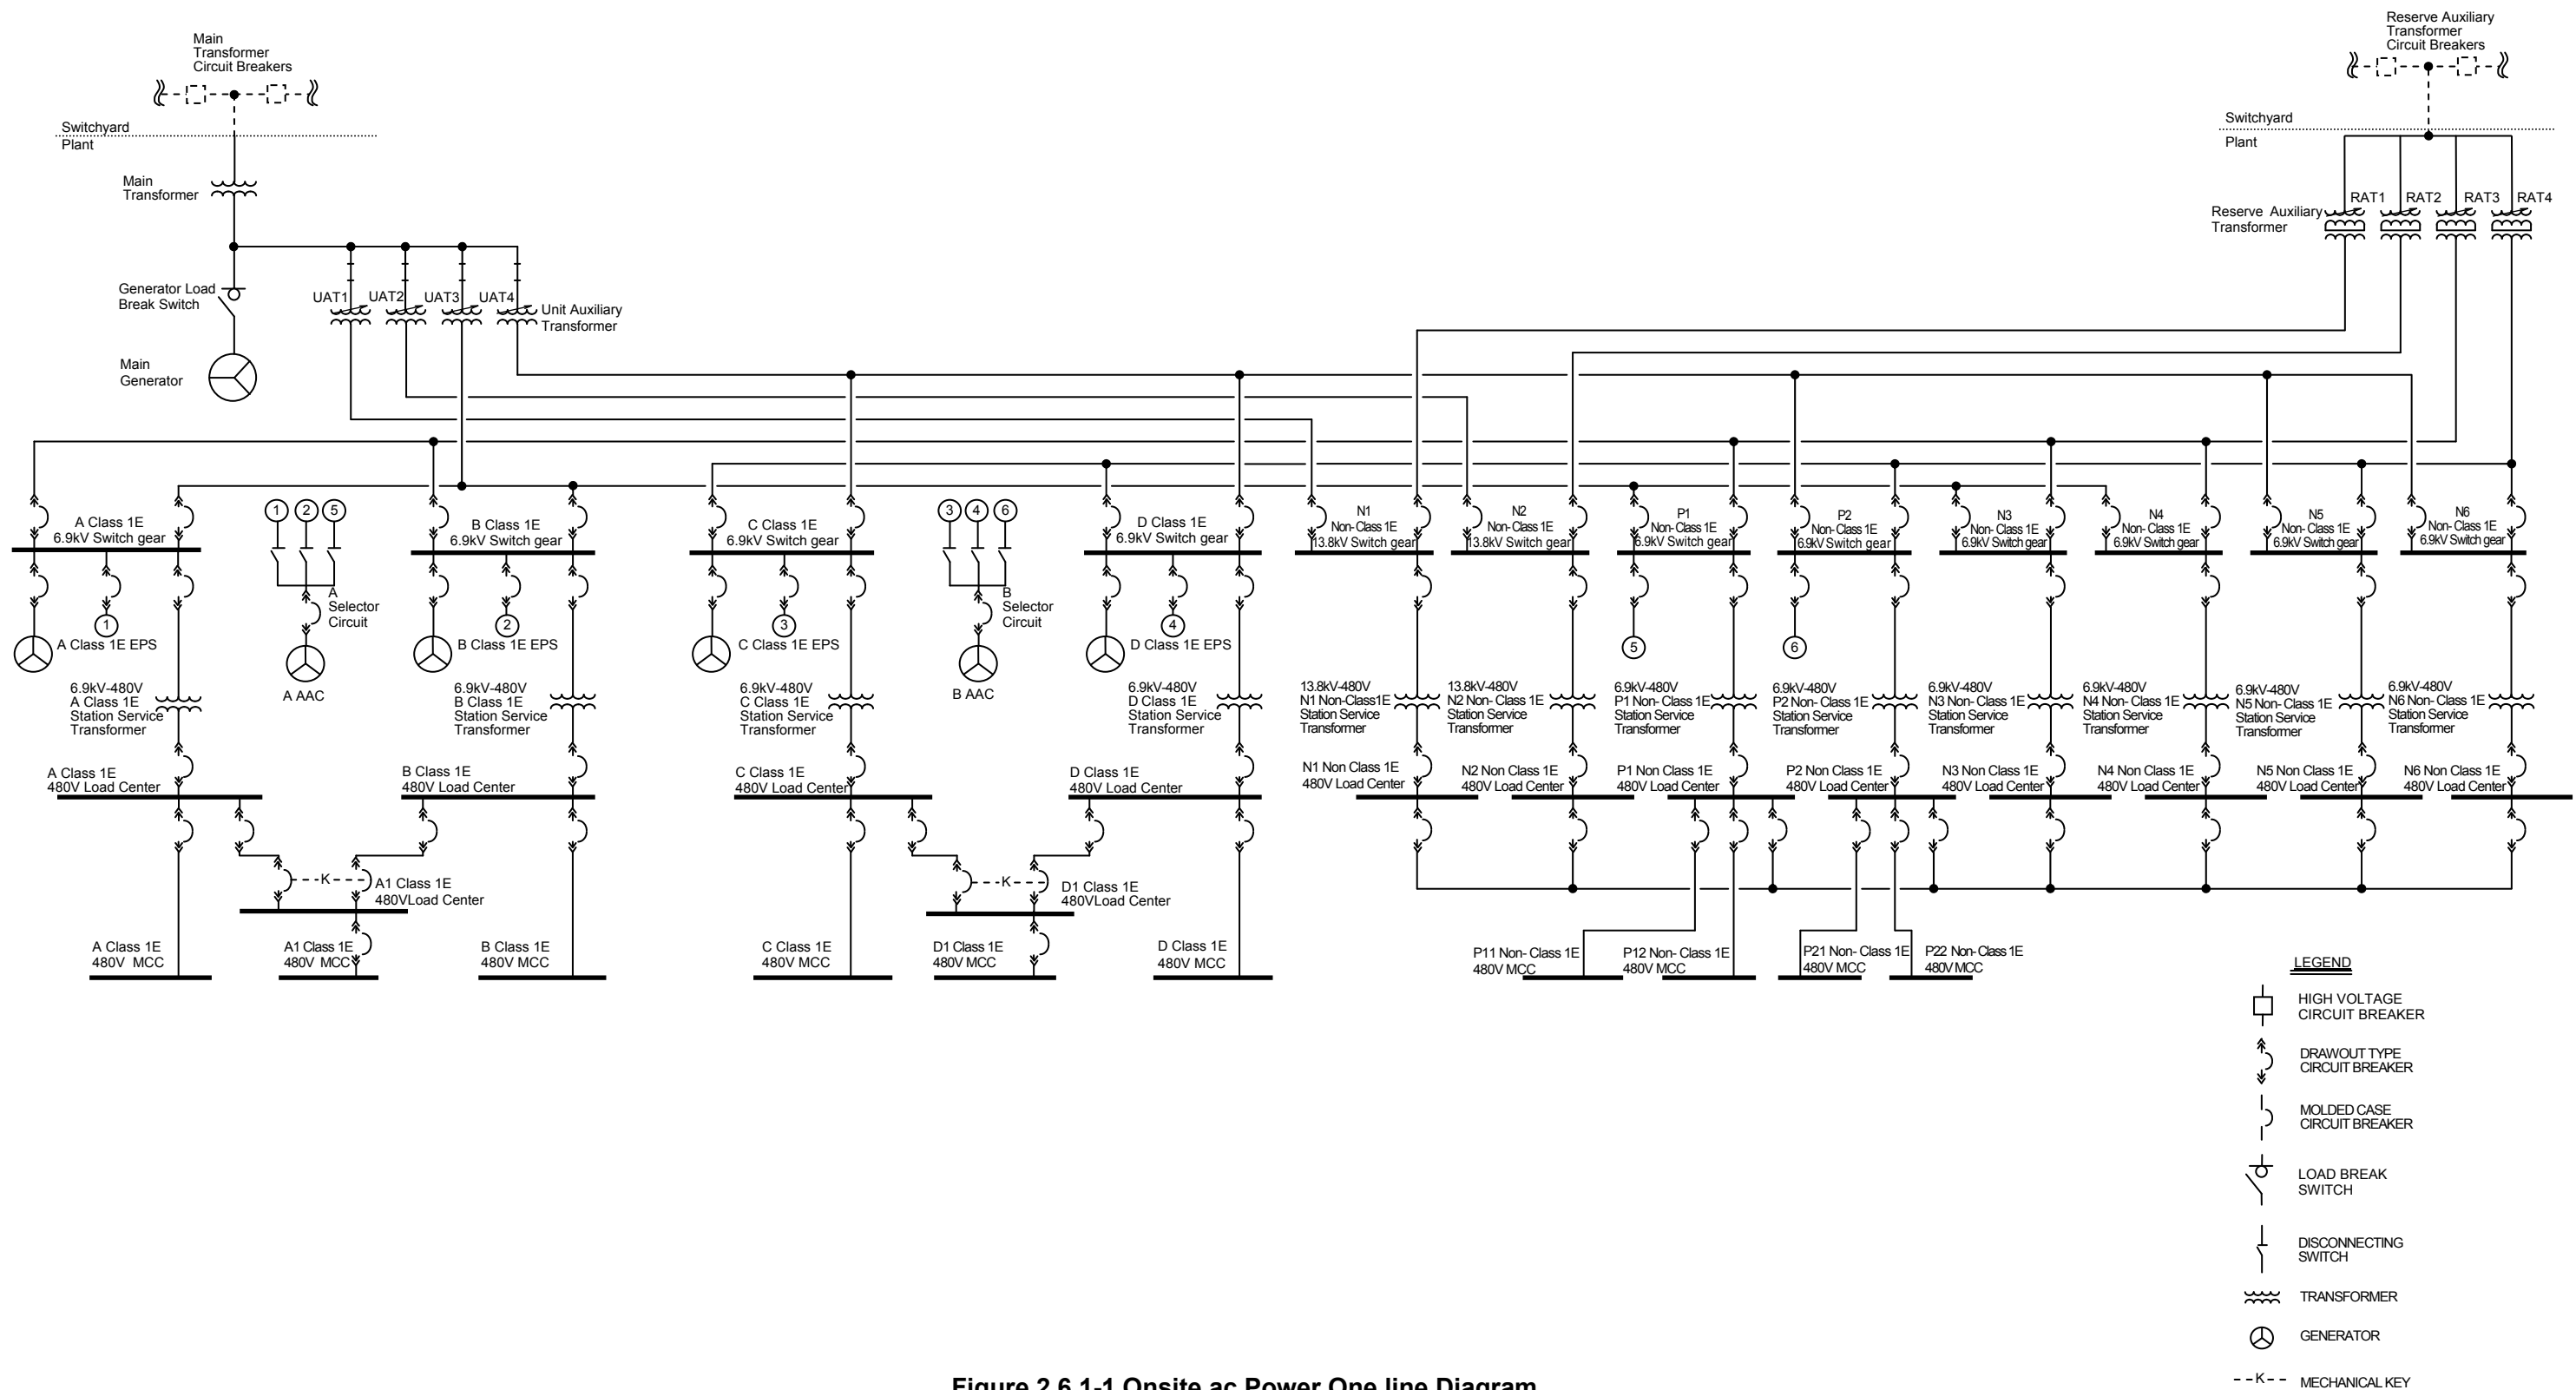 Main
Transformer
Circuit Breakers
Reserve Auxiliary
Transformer
Circuit Breakers
Switchyard
Plant
Switchyard
Plant
Main
Transformer
RAT1
RAT2
RAT3
RAT4
Reserve Auxiliary
Transformer
Generator Load
Break Switch
UAT1
UAT2
UAT3
UAT4
Unit Auxiliary
Transformer
Main
Generator
A Class 1E
6.9kV Switch gear
1
2
5
B Class 1E
6.9kV Switch gear
C Class 1E
6.9kV Switch gear
3
4
6
D Class 1E
6.9kV Switch gear
N1
Non- Class 1E
13.8kV Switch gear
N2
Non- Class 1E
13.8kV Switch gear
P1
Non- Class 1E
6.9kV Switch gear
P2
Non- Class 1E
6.9kV Switch gear
N3
Non- Class 1E
6.9kV Switch gear
N4
Non- Class 1E
6.9kV Switch gear
N5
Non- Class 1E
6.9kV Switch gear
N6
Non- Class 1E
6.9kV Switch gear
A
Selector
Circuit
B
Selector
Circuit
1
A Class 1E EPS
2
B Class 1E EPS
3
C Class 1E EPS
4
D Class 1E EPS
5
6
A AAC
B AAC
6.9kV-480V
A Class 1E
Station Service
Transformer
6.9kV-480V
B Class 1E
Station Service
Transformer
6.9kV-480V
C Class 1E
Station Service
Transformer
6.9kV-480V
D Class 1E
Station Service
Transformer
13.8kV-480V
N1 Non-Class1E
Station Service
Transformer
13.8kV-480V
N2 Non- Class 1E
Station Service
Transformer
6.9kV-480V
P1 Non- Class 1E
Station Service
Transformer
6.9kV-480V
P2 Non- Class 1E
Station Service
Transformer
6.9kV-480V
N3 Non- Class 1E
Station Service
Transformer
6.9kV-480V
N4 Non- Class 1E
Station Service
Transformer
6.9kV-480V
N5 Non- Class 1E
Station Service
Transformer
6.9kV-480V
N6 Non- Class 1E
Station Service
Transformer
A Class 1E
480V Load Center
B Class 1E
480V Load Center
C Class 1E
480V Load Center
D Class 1E
480V Load Center
N1 Non Class 1E
480V Load Center
N2 Non Class 1E
480V Load Center
P1 Non Class 1E
480V Load Center
P2 Non Class 1E
480V Load Center
N3 Non Class 1E
480V Load Center
N4 Non Class 1E
480V Load Center
N5 Non Class 1E
480V Load Center
N6 Non Class 1E
480V Load Center
K
A1 Class 1E
480VLoad Center
K
D1 Class 1E
480VLoad Center
A Class 1E
480V MCC
A1 Class 1E
480V MCC
B Class 1E
480V MCC
C Class 1E
480V MCC
D1 Class 1E
480V MCC
D Class 1E
480V MCC
P11 Non- Class 1E
480V MCC
P12 Non- Class 1E
480V MCC
P21 Non- Class 1E
480V MCC
P22 Non- Class 1E
480V MCC
LEGEND
HIGH VOLTAGE
CIRCUIT BREAKER
DRAWOUT TYPE
CIRCUIT BREAKER
MOLDED CASE
CIRCUIT BREAKER
LOAD BREAK
SWITCH
DISCONNECTING
SWITCH
TRANSFORMER
GENERATOR
K MECHANICAL KEY
Figure 2.6.1-1 Onsite ac Power One line Diagram